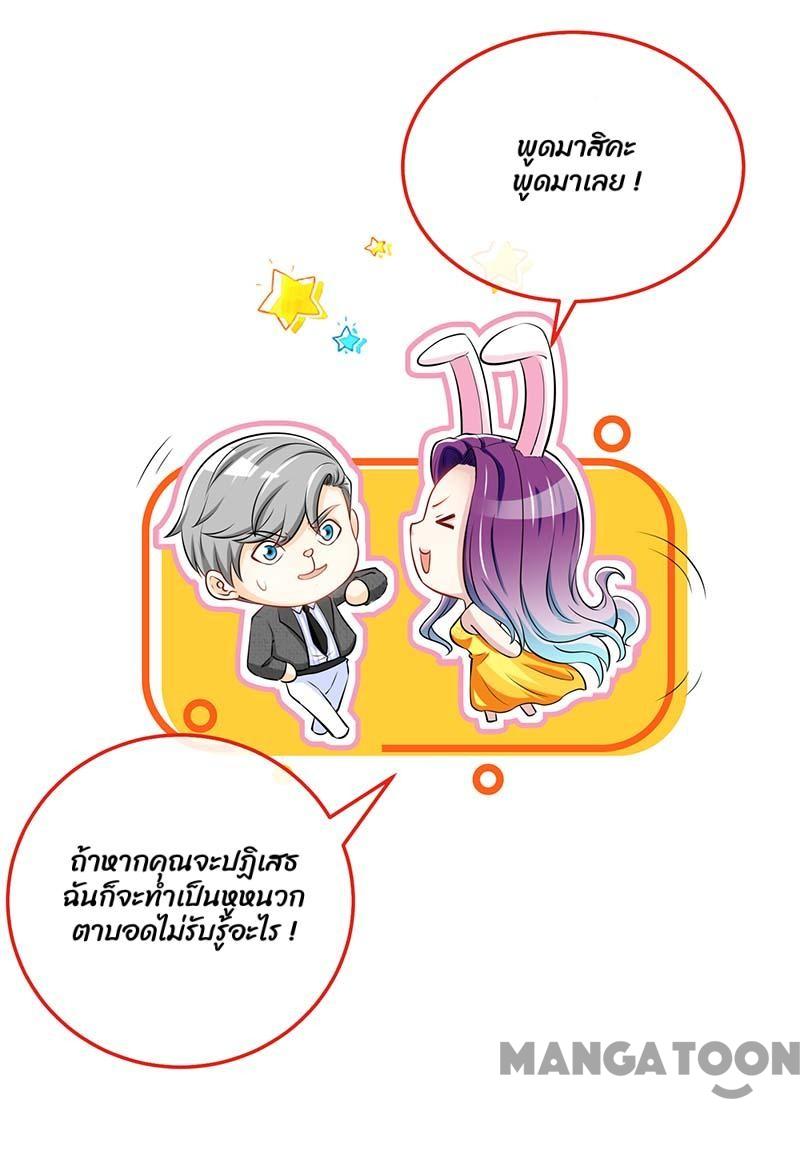 พูดมาสิคะ
พูดมาเลย !
ถ้าหากคุณจะปฏิเสธ
ฉันก็จะทำเป็นหูหนวก
ตาบอดไม่รับรู้อะไร !
MANGATOON